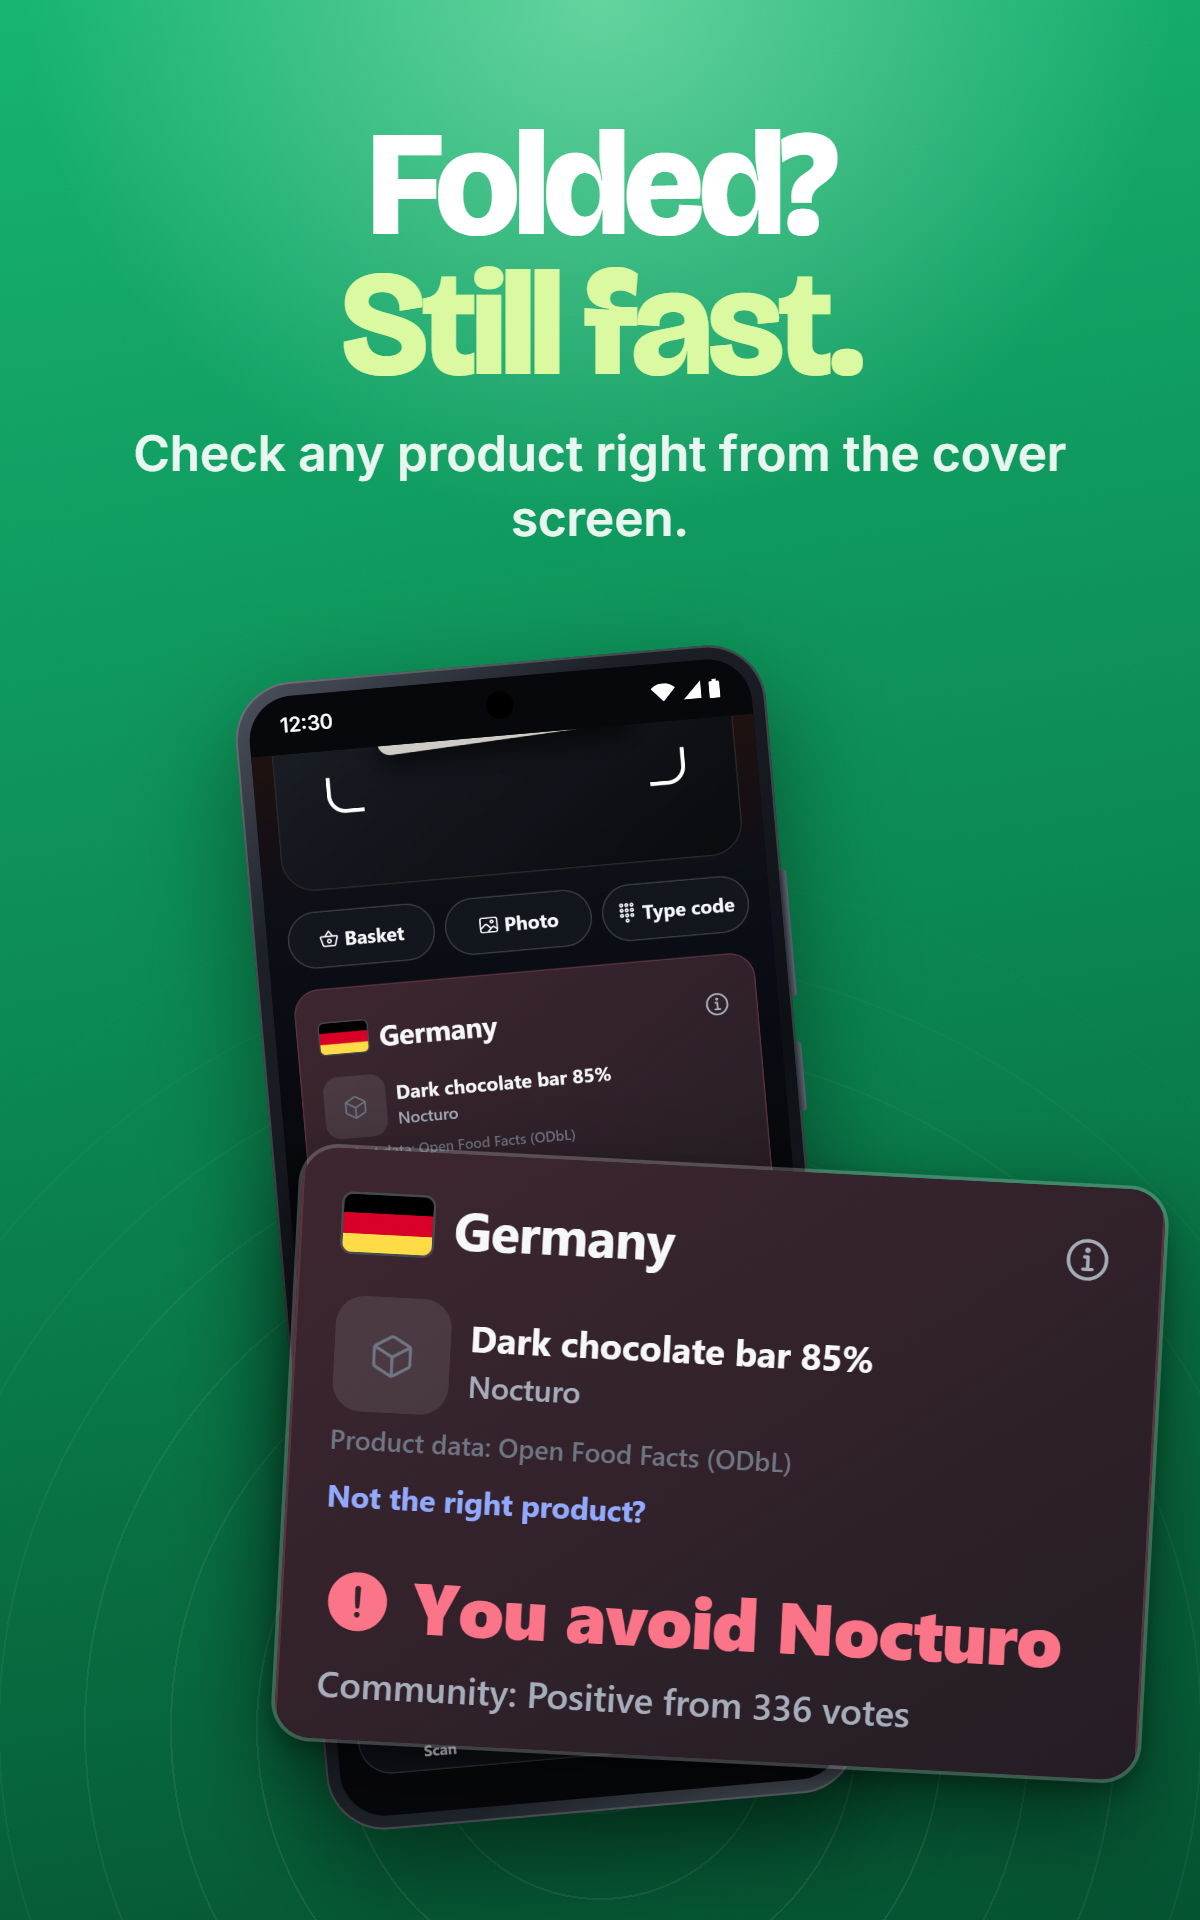 Folded?
Still fast.
Check any product right from the cover
screen.
12:30
Basket
Photo
Type code
Germany
Dark chocolate bar 85%
Nocturo
data: Open Food Facts (ODbL)
Germany
Dark chocolate bar 85%
Nocturo
Product data: Open Food Facts (ODbL)
Not the right product?
You avoid Nocturo
Community: Positive from 336 votes
Scan